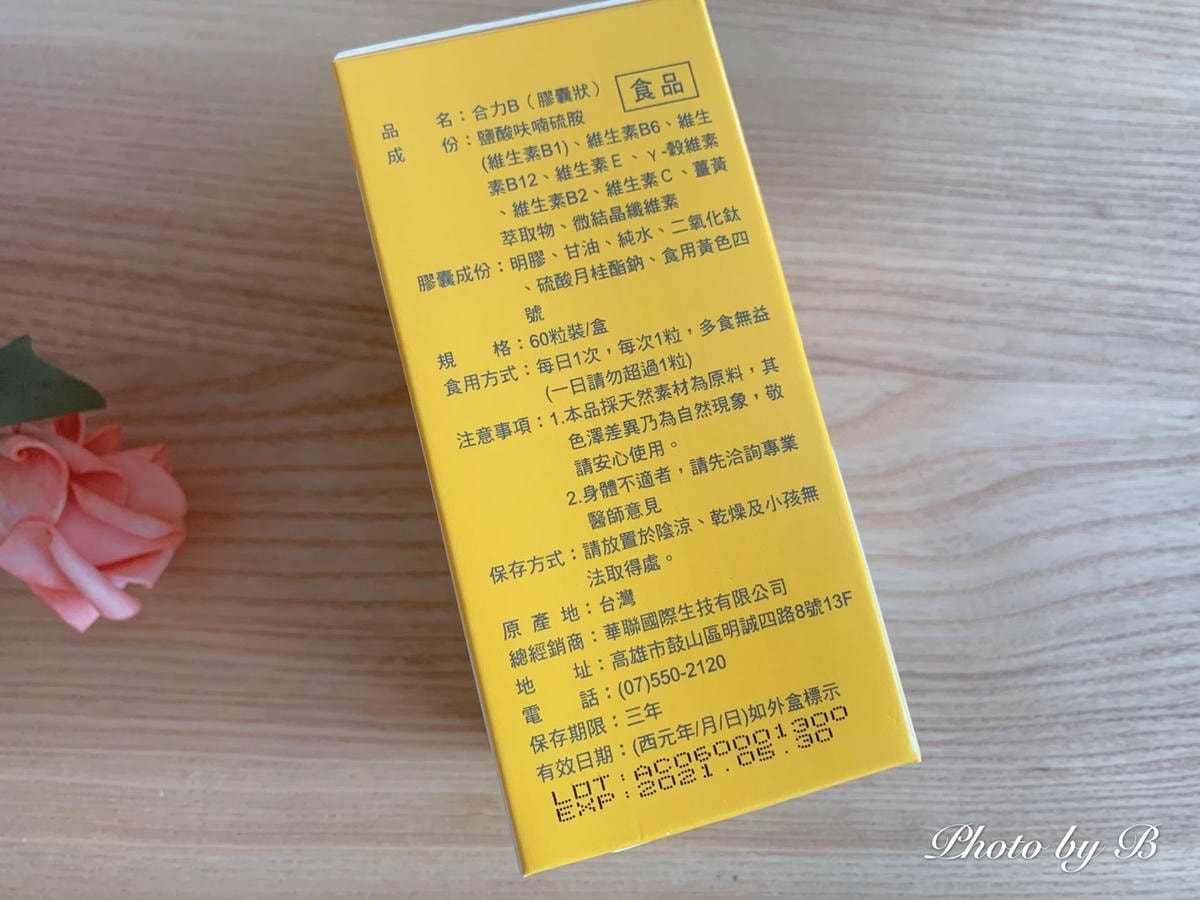 食品
品　名：合力B（膠囊狀）
成　份：鹽酸呋喃硫胺
(維生素B1)、維生素B6、維生
素B12、維生素E、γ-穀維素
、維生素B2、維生素C、薑黃
萃取物、微結晶纖維素
膠囊成份：明膠、甘油、純水、二氧化鈦
、硫酸月桂酯鈉、食用黃色四
號
規　格：60粒裝/盒
食用方式：每日1次，每次1粒，多食無益
(一日請勿超過1粒)
注意事項：1.本品採天然素材為原料，其
色澤差異乃為自然現象，敬
請安心使用。
2.身體不適者，請先洽詢專業
醫師意見
保存方式：請放置於陰涼、乾燥及小孩無
法取得處。
原 產 地：台灣
總經銷商：華聯國際生技有限公司
地　址：高雄市鼓山區明誠四路8號13F
電　話：(07)550-2120
保存期限：三年
有效日期：(西元年/月/日)如外盒標示
LOT:AC060001300
EXP:2021.05.30
Photo by B